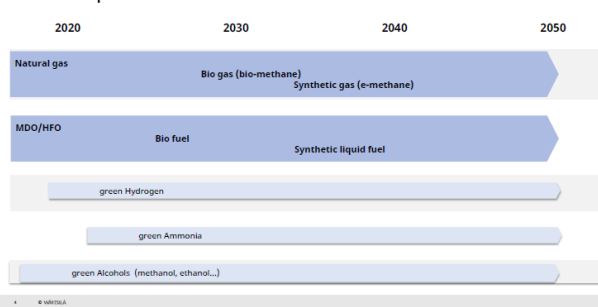 2020 2030 2040 2050
Natural gas
Bio gas (bio-methane)
Synthetic gas (e-methane)
MDO/HFO
Bio fuel
Synthetic liquid fuel
green Hydrogen
green Ammonia
green Alcohols (methanol, ethanol...)
© WÄRTSILÄ